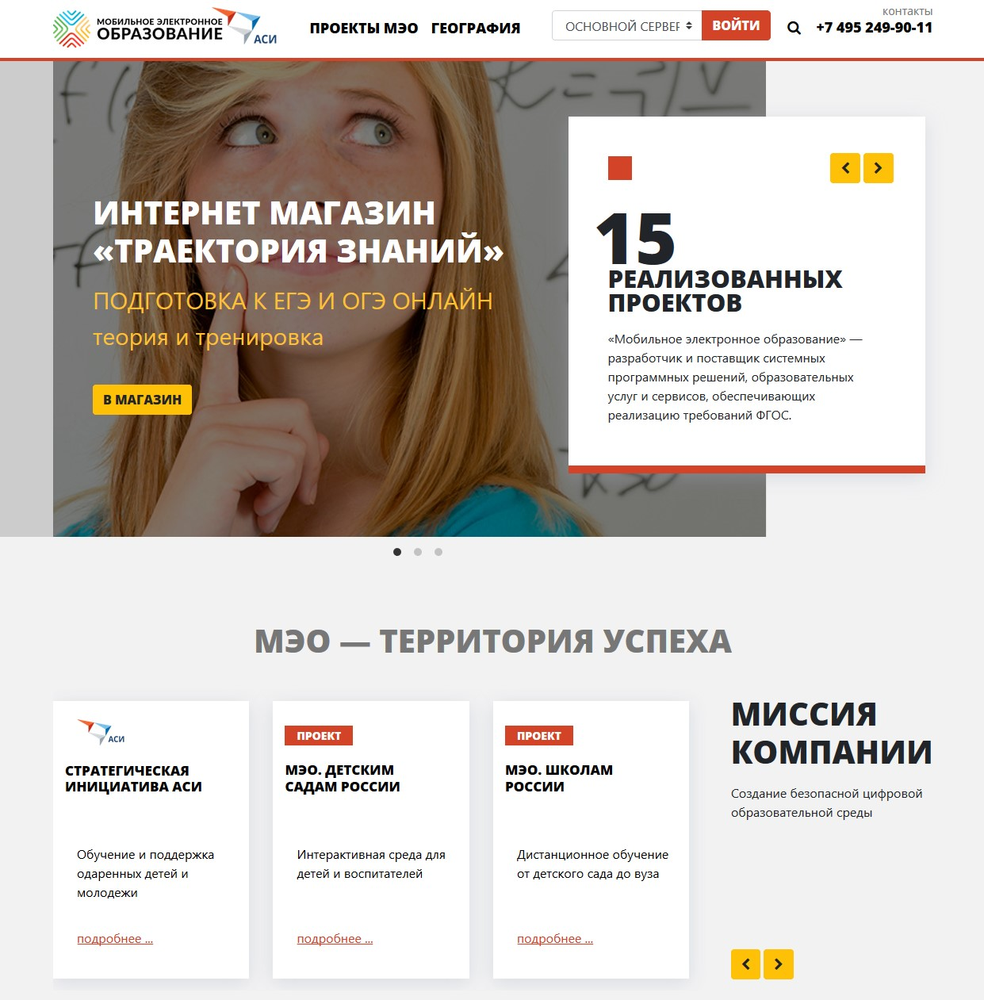 МОБИЛЬНОЕ ЭЛЕКТРОННОЕ
ОБРАЗОВАНИЕ
АСИ
ПРОЕКТЫ МЭО ГЕОГРАФИЯ
ОСНОВНОЙ СЕРВЕР
ВОЙТИ
контакты
+7 495 249-90-11
ИНТЕРНЕТ МАГАЗИН
«ТРАЕКТОРИЯ ЗНАНИЙ»
ПОДГОТОВКА К ЕГЭ И ОГЭ ОНЛАЙН
теория и тренировка
В МАГАЗИН
15
РЕАЛИЗОВАННЫХ
ПРОЕКТОВ
«Мобильное электронное образование» —
разработчик и поставщик системных
программных решений, образовательных
услуг и сервисов, обеспечивающих
реализацию требований ФГОС.
МЭО — ТЕРРИТОРИЯ УСПЕХА
АСИ
СТРАТЕГИЧЕСКАЯ
ИНИЦИАТИВА АСИ
Обучение и поддержка
одаренных детей и
молодежи
подробнее ...
ПРОЕКТ
МЭО. ДЕТСКИМ
САДАМ РОССИИ
Интерактивная среда для
детей и воспитателей
подробнее ...
ПРОЕКТ
МЭО. ШКОЛАМ
РОССИИ
Дистанционное обучение
от детского сада до вуза
подробнее ...
МИССИЯ
КОМПАНИИ
Создание безопасной цифровой
образовательной среды